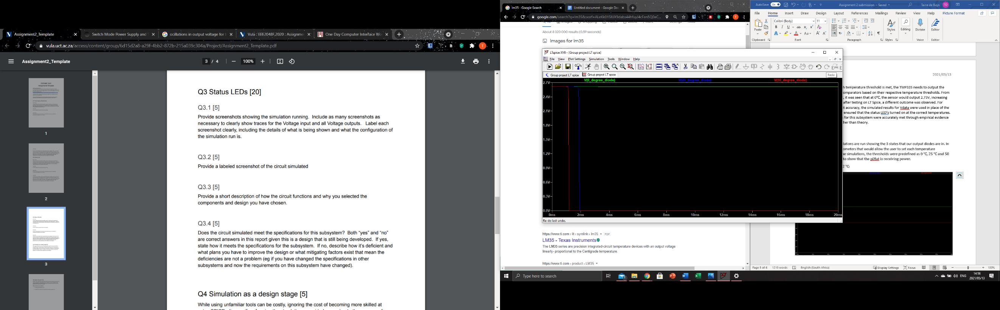 Assignment2_Template
Switch Mode Power Supply and
ocillations in output voltage for
Vula : EEE2048F,2020 : Assignme
One Day Computer Interface Wo
vula.uct.ac.za/access/content/group/6d15d2a8-a29f-4bb2-872b-215a039c304a/Project/Assignment2_Template.pdf
Assignment2_Template
3 / 4
100%
1
2
3
Q3 Status LEDs [20]
Q3.1 [5]
Provide screenshots showing the simulation running. Include as many screenshots as
necessary to clearly show traces for the Voltage input and all Voltage outputs. Label each
screenshot clearly, including the details of what is being shown and what the configuration of
the simulation run is.
Q3.2 [5]
Provide a labeled screenshot of the circuit simulated
Q3.3 [5]
Provide a short description of how the circuit functions and why you selected the
components and design you have chosen.
Q3.4 [5]
Does the circuit simulated meet the specifications for this subsystem? Both “yes” and “no”
are correct answers in this report given this is a design that is still being developed. If yes,
state how it meets the specifications for the subsystem. If no, describe how it's deficient and
what plans you have to improve the design or what mitigating factors exist that mean the
deficiencies are not a problem (eg if you have changed the specifications in other
subsystems and now the requirements on this subsystem have changed).
Q4 Simulation as a design stage [5]
While using unfamiliar tools can be costly, ignoring the cost of becoming more skilled at
lm35 - Google Search
Untitled document - Google Doc
google.com/search?q=lm35&sxsrf=ALeKk01SIUX9dabs44hfuyJ4cFen5Q0aC...
About 8 320 000 results (0,59 seconds)
Images for lm35
LTspice XVII - [Group project LT spice]
File View Plot Settings Simulation Tools Window Help
Group project LT spice
Group project LT spice
Redo
V(0_degree_diode)
V(25_degree_diode)
V(50_degree_diode)
2.7V
2.4V
2.1V
1.8V
1.5V
1.2V
0.9V
0.6V
0.3V
0.0V
0ms 2ms 4ms 6ms 8ms 10ms 12ms 14ms 16ms 18ms 20ms
Re-do last undo.
https://www.ti.com › lit › symlink › lm35 PDF
LM35 - Texas Instruments
The LM35 series are precision integrated-circuit temperature devices with an output voltage
linearly- proportional to the Centigrade temperature.
https://www.ti.com › product › LM35
AutoSave On
Assignment 2 submission - Saved
Taine de Buys TD
File Home Insert Draw Design Layout References Mailings Review View Help Picture Format
Calibri (Body) 11
Paste
Styles
Editing
Dictate
Editor
Clipboard Font Paragraph Styles Voice Editor
2021/05/13
h temperature threshold is met, the TMP335 needs to output the
omparators based on their respective temperature thresholds. From
, it was seen that at 0°C, the sensor would output 2.73V, increasing
after testing on LT Spice, a different outcome was observed. For
it accuracy, the simulated results for Vdata were used in place of the
ensured that the status LED's turned on at the correct temperatures.
for this subsystem were accurately met through empirical evidence
her than theory.
lations are run showing the 3 states that our output diodes are in. In
ometers that would allow the user to set each temperature
he simulations, the thresholds were predefined as 0 °C, 25 °C and 50
to show that the piHat is receiving power.
2 °C:
Page 5 of 6 1219 words English (South Africa) Display Settings Focus 100%
Type here to search
ENG
14:56
2021/05/13